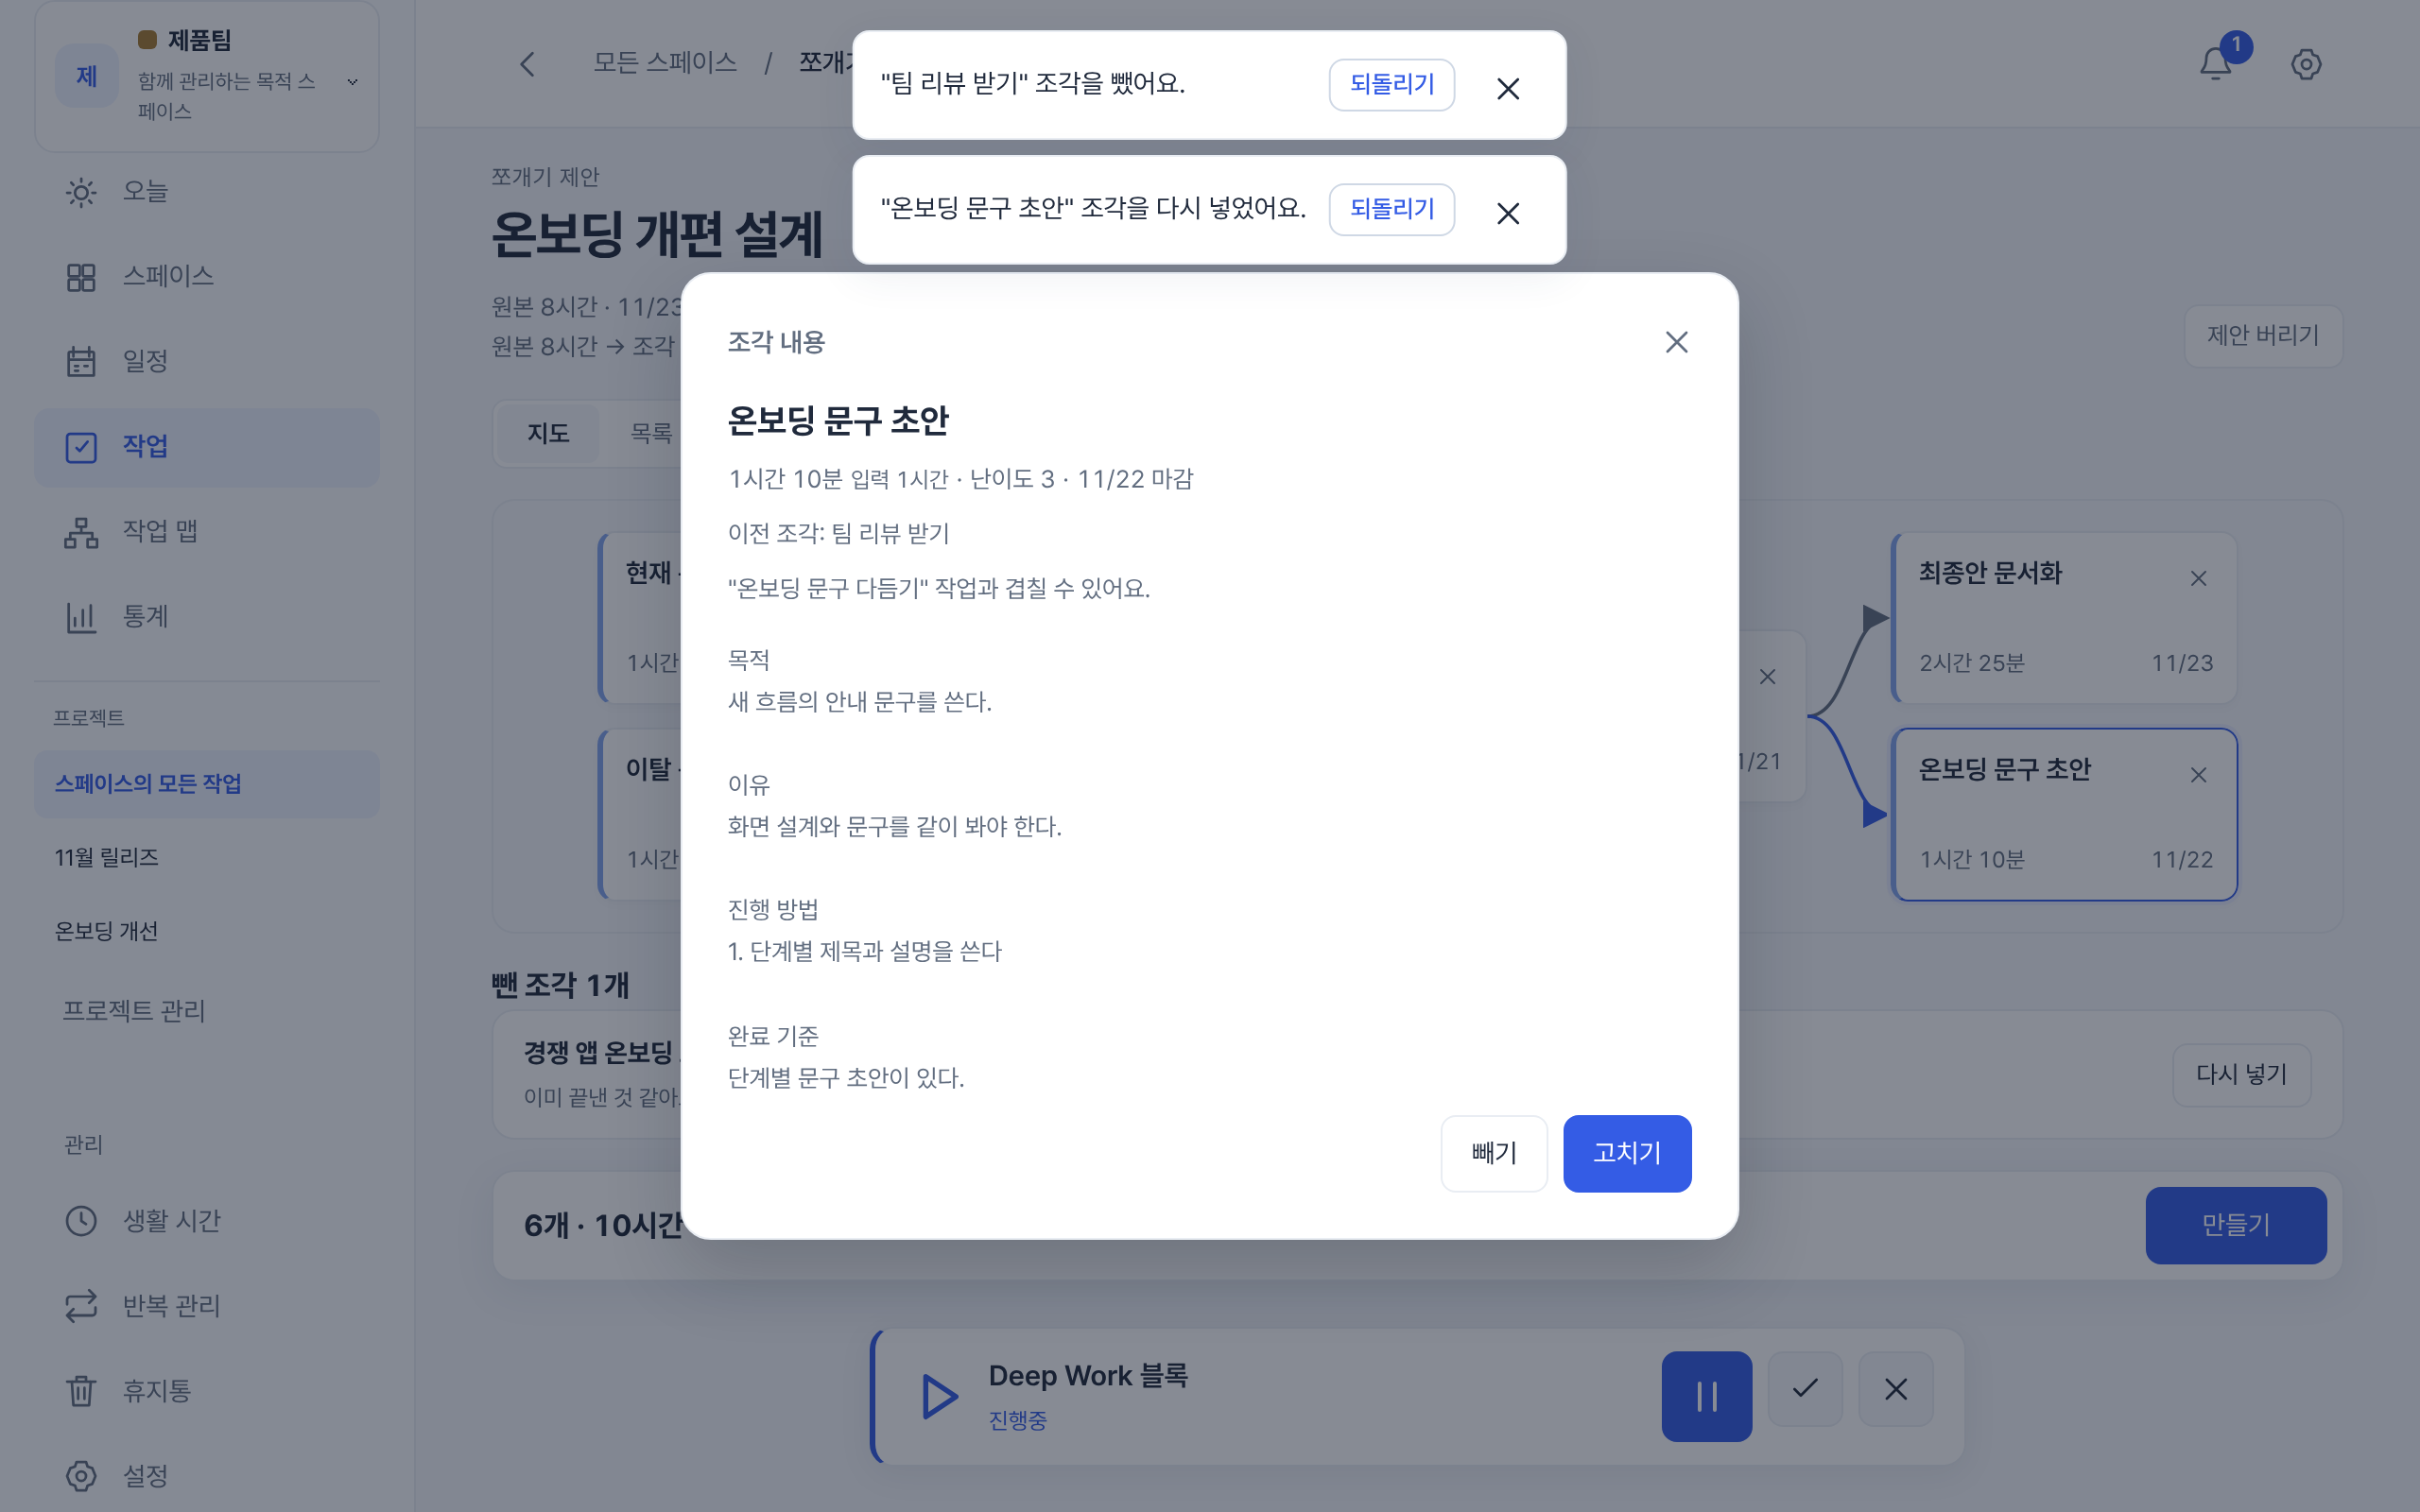 제
제품팀
함께 관리하는 목적 스
페이스
오늘
스페이스
일정
작업
작업 맵
통계
프로젝트
스페이스의 모든 작업
11월 릴리즈
온보딩 개선
프로젝트 관리
관리
생활 시간
반복 관리
휴지통
설정
모든 스페이스 / 쪼개기
1
"팀 리뷰 받기" 조각을 뺐어요.
되돌리기
"온보딩 문구 초안" 조각을 다시 넣었어요.
되돌리기
쪼개기 제안
온보딩 개편 설계
원본 8시간 · 11/23
원본 8시간 → 조각
제안 버리기
지도
목록
조각 내용
온보딩 문구 초안
1시간 10분 입력 1시간 · 난이도 3 · 11/22 마감
이전 조각: 팀 리뷰 받기
"온보딩 문구 다듬기" 작업과 겹칠 수 있어요.
목적
새 흐름의 안내 문구를 쓴다.
이유
화면 설계와 문구를 같이 봐야 한다.
진행 방법
1. 단계별 제목과 설명을 쓴다
완료 기준
단계별 문구 초안이 있다.
빼기
고치기
현재
1시간
이탈
1시간
1/21
최종안 문서화
2시간 25분
11/23
온보딩 문구 초안
1시간 10분
11/22
뺀 조각 1개
경쟁 앱 온보딩
이미 끝낸 것 같아
다시 넣기
6개 · 10시간
만들기
Deep Work 블록
진행중